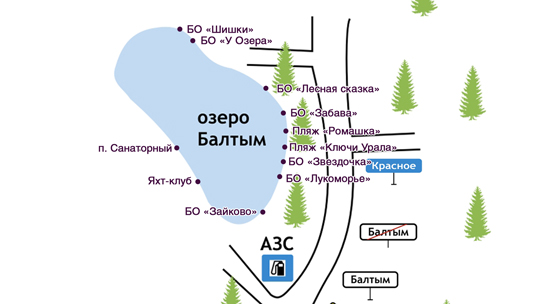 БО «Шишки»
БО «У Озера»
БО «Лесная сказка»
озеро
Балтым
БО «Забава»
Пляж «Ромашка»
п. Санаторный
Пляж «Ключи Урала»
БО «Звездочка»
Красное
Яхт-клуб
БО «Лукоморье»
БО «Зайково»
АЗС
Балтым
Балтым